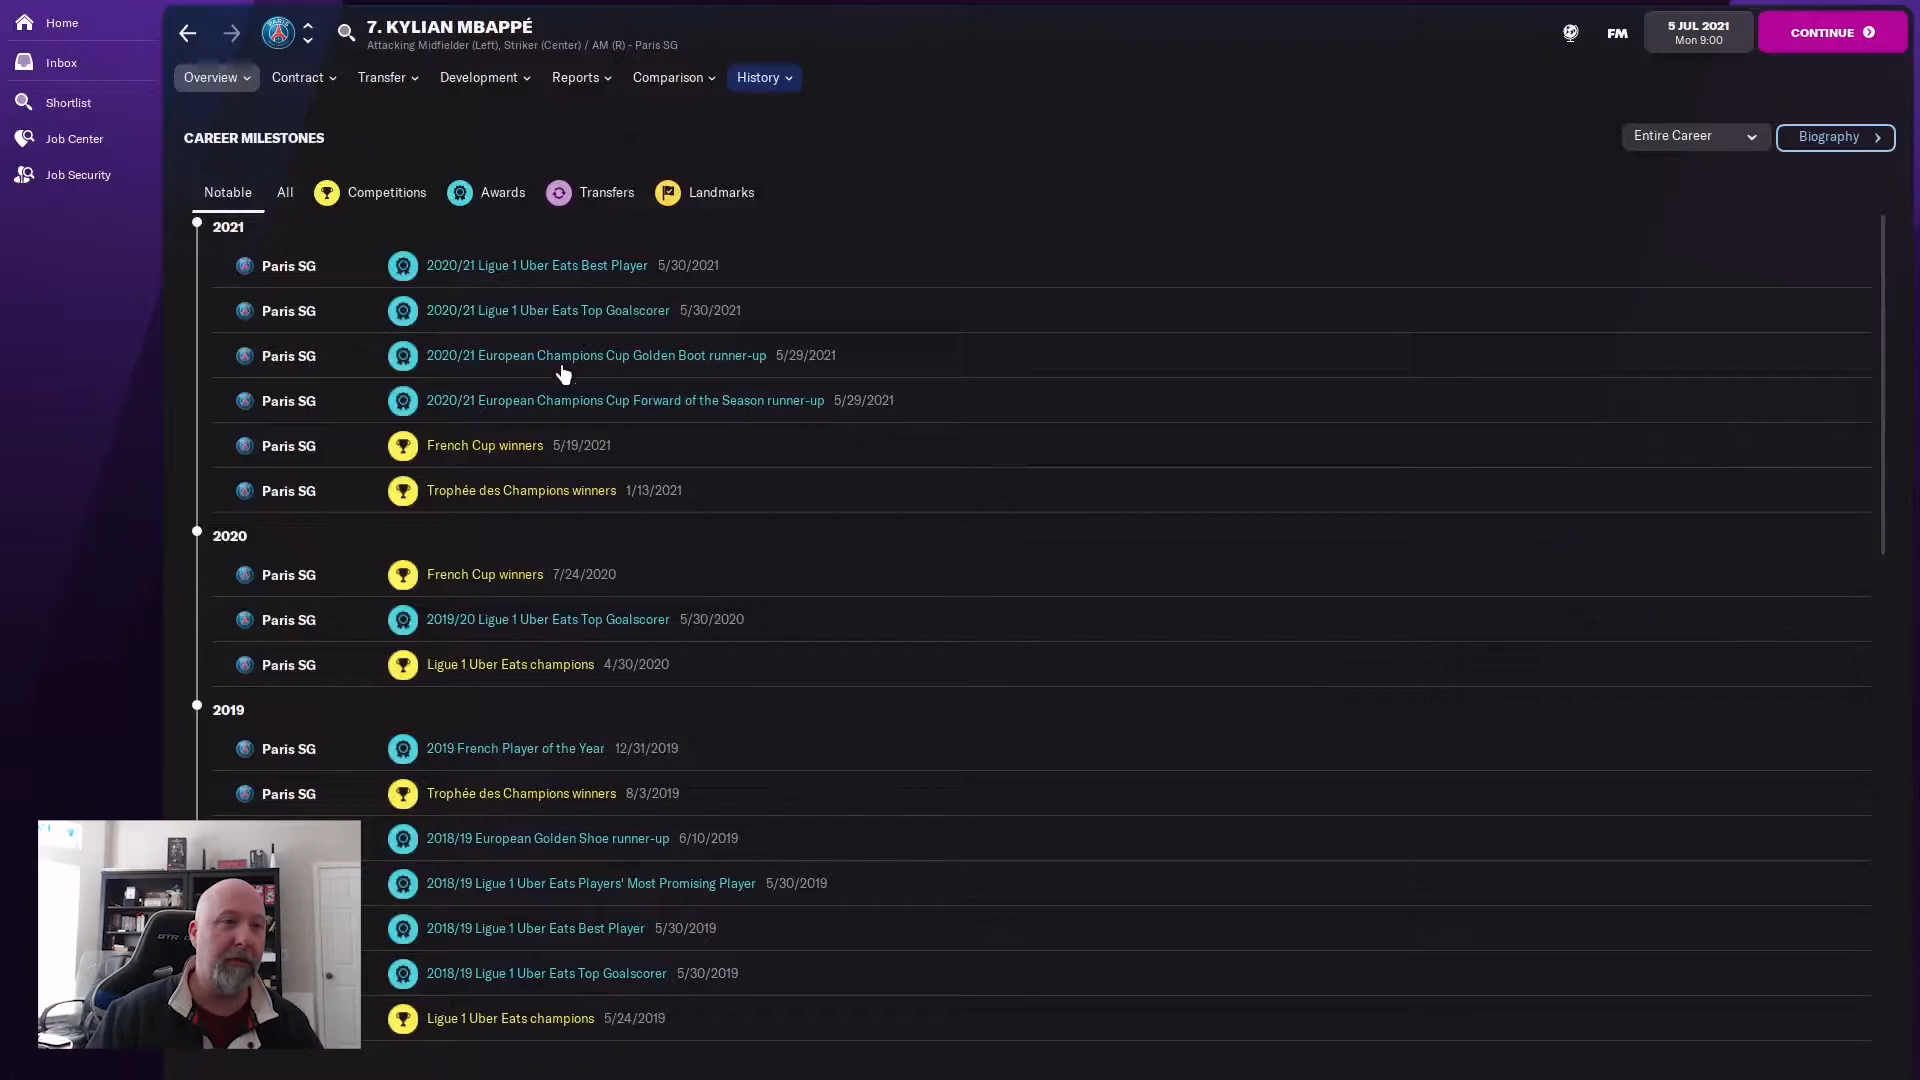 Home
Inbox
Shortlist
Job Center
Job Security
7. KYLIAN MBAPPÉ
Attacking Midfielder (Left), Striker (Center) / AM (R) - Paris SG
FM
5 JUL 2021
Mon 9:00
CONTINUE
Overview Contract Transfer Development Reports Comparison History
CAREER MILESTONES
Entire Career
Biography
Notable All Competitions Awards Transfers Landmarks
2021
Paris SG 2020/21 Ligue 1 Uber Eats Best Player 5/30/2021
Paris SG 2020/21 Ligue 1 Uber Eats Top Goalscorer 5/30/2021
Paris SG 2020/21 European Champions Cup Golden Boot runner-up 5/29/2021
Paris SG 2020/21 European Champions Cup Forward of the Season runner-up 5/29/2021
Paris SG French Cup winners 5/19/2021
Paris SG Trophée des Champions winners 1/13/2021
2020
Paris SG French Cup winners 7/24/2020
Paris SG 2019/20 Ligue 1 Uber Eats Top Goalscorer 5/30/2020
Paris SG Ligue 1 Uber Eats champions 4/30/2020
2019
Paris SG 2019 French Player of the Year 12/31/2019
Paris SG Trophée des Champions winners 8/3/2019
2018/19 European Golden Shoe runner-up 6/10/2019
2018/19 Ligue 1 Uber Eats Players' Most Promising Player 5/30/2019
2018/19 Ligue 1 Uber Eats Best Player 5/30/2019
2018/19 Ligue 1 Uber Eats Top Goalscorer 5/30/2019
Ligue 1 Uber Eats champions 5/24/2019
GTR